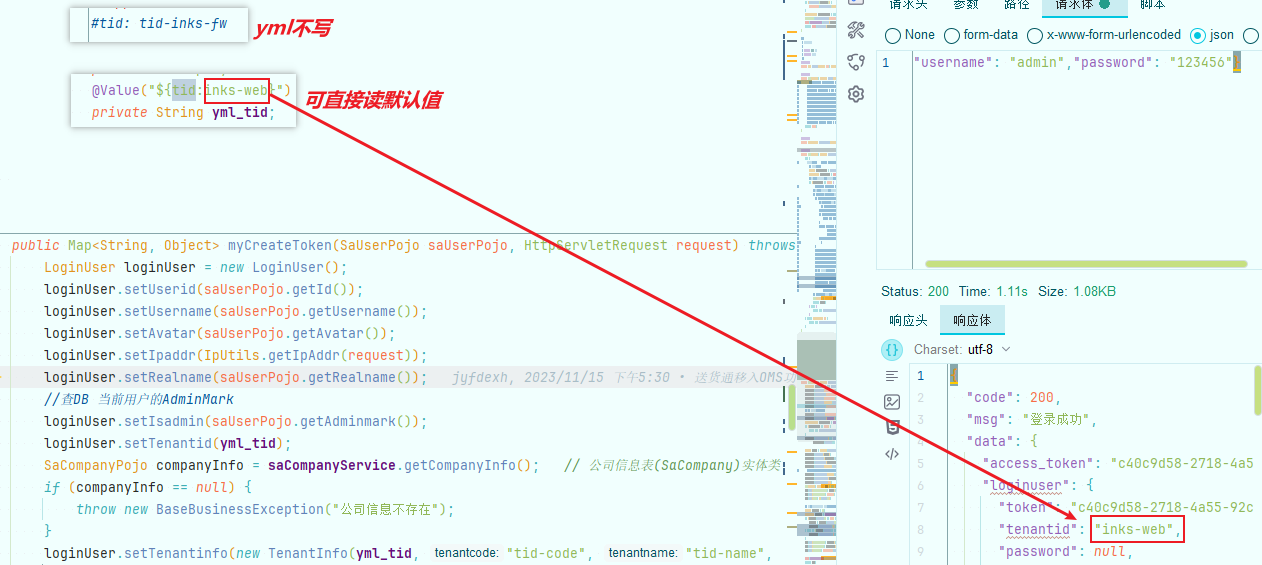 #tid: tid-inks-fw
yml不写
@Value("${tid:inks-web}")
private String yml_tid;
可直接读默认值
public Map<String, Object> myCreateToken(SaUserPojo saUserPojo, HttpServletRequest request) throws
LoginUser loginUser = new LoginUser();
loginUser.setUserid(saUserPojo.getId());
loginUser.setUsername(saUserPojo.getUsername());
loginUser.setAvatar(saUserPojo.getAvatar());
loginUser.setIpaddr(IpUtils.getIpAddr(request));
loginUser.setRealname(saUserPojo.getRealname()); jyfdexh, 2023/11/15 下午5:30 • 送货通移入OMS功
//查DB 当前用户的AdminMark
loginUser.setIsadmin(saUserPojo.getAdminmark());
loginUser.setTenantid(yml_tid);
SaCompanyPojo companyInfo = saCompanyService.getCompanyInfo(); // 公司信息表(SaCompany)实体类
if (companyInfo == null) {
throw new BaseBusinessException("公司信息不存在");
}
loginUser.setTenantinfo(new TenantInfo(yml_tid, tenantcode: "tid-code", tenantname: "tid-name",
请求头 参数 路径 请求体 脚本
None form-data x-www-form-urlencoded json
1 "username": "admin","password": "123456"}
Status: 200 Time: 1.11s Size: 1.08KB
响应头 响应体
{} Charset: utf-8
1 {
2 "code": 200,
3 "msg": "登录成功",
4 "data": {
5 "access_token": "c40c9d58-2718-4a5
6 "loginuser": {
7 "token": "c40c9d58-2718-4a55-92c
8 "tenantid": "inks-web",
9 "password": null,